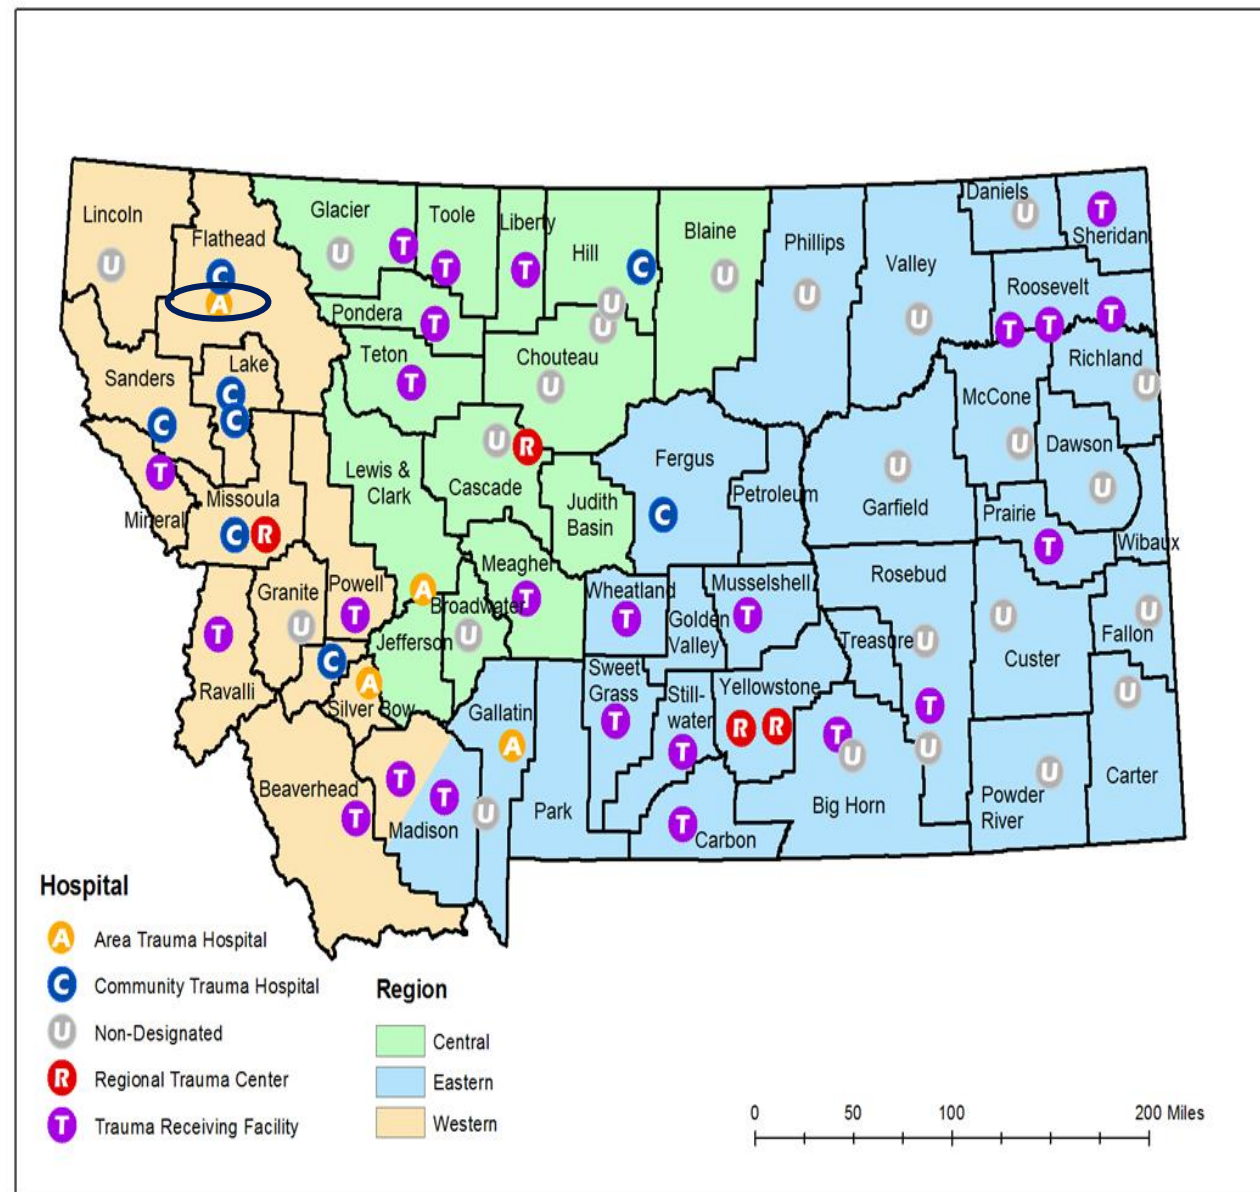 Lincoln
U
Flathead
C
A
Glacier
U
T
Toole
T
Liberty
T
Hill
C
U
U
Blaine
U
Phillips
U
Valley
U
Daniels
U
T
Sheridan
Roosevelt
T
T
T
Richland
U
Pondera
T
Teton
T
Chouteau
U
Sanders
C
Lake
C
C
T
Mineral
Missoula
C
R
Lewis &
Clark
A
U
R
Cascade
Judith
Basin
Fergus
C
Petroleum
U
Garfield
McCone
U
Dawson
U
Prairie
T
Wibaux
Meagher
T
Broadwater
U
Jefferson
Granite
U
Powell
T
T
Ravalli
C
A
Silver Bow
Wheatland
T
Golden
Valley
Musselshell
T
Rosebud
U
T
U
Treasure
U
Custer
U
Fallon
U
Carter
Sweet
Grass
T
Still-
water
T
Yellowstone
R
R
T
U
Big Horn
U
Powder
River
Gallatin
A
U
Park
T
Carbon
Beaverhead
T
T
T
Madison
Hospital
A Area Trauma Hospital
C Community Trauma Hospital
U Non-Designated
R Regional Trauma Center
T Trauma Receiving Facility
Region
Central
Eastern
Western
0 50 100 200 Miles